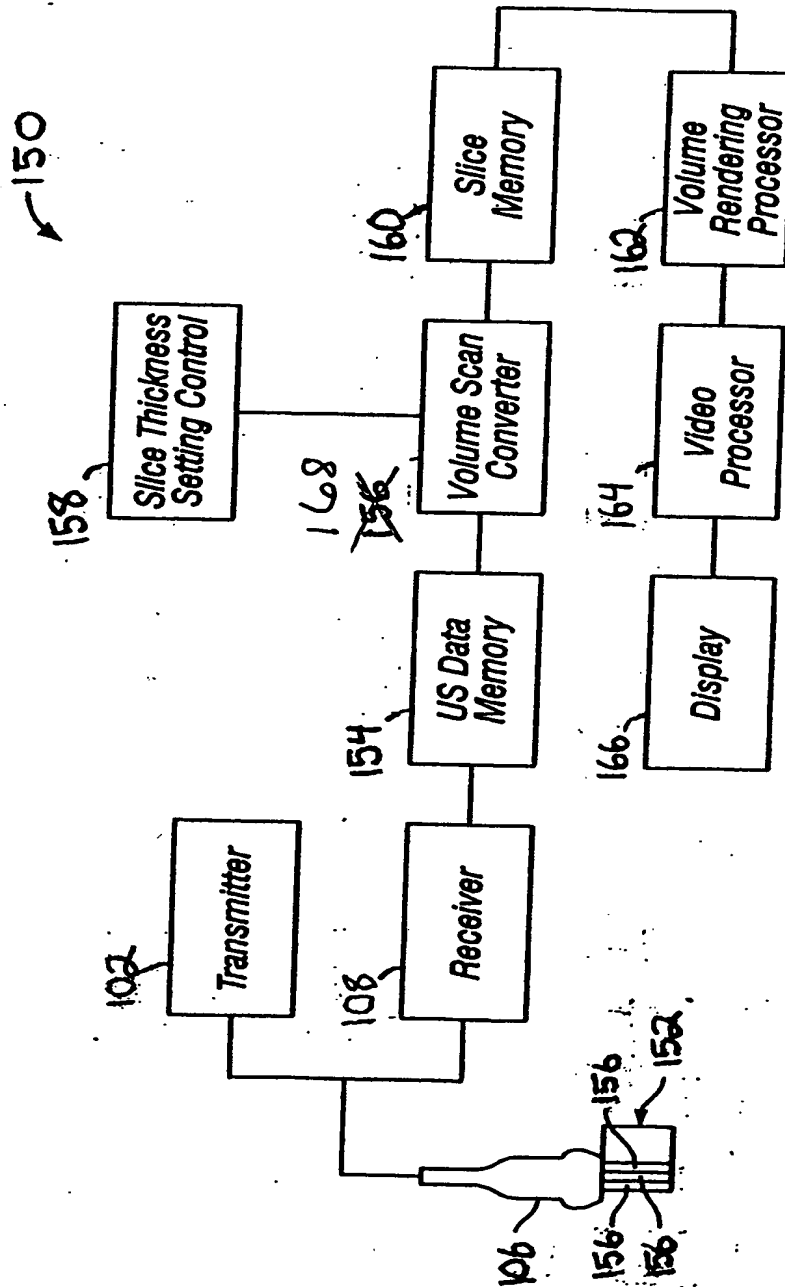 150
158
Slice Thickness
Setting Control
102
Transmitter
108
Receiver
154
US Data
Memory
168
156
Volume Scan
Converter
160
Slice
Memory
106
156
156
156
152
166
Display
164
Video
Processor
162
Volume
Rendering
Processor